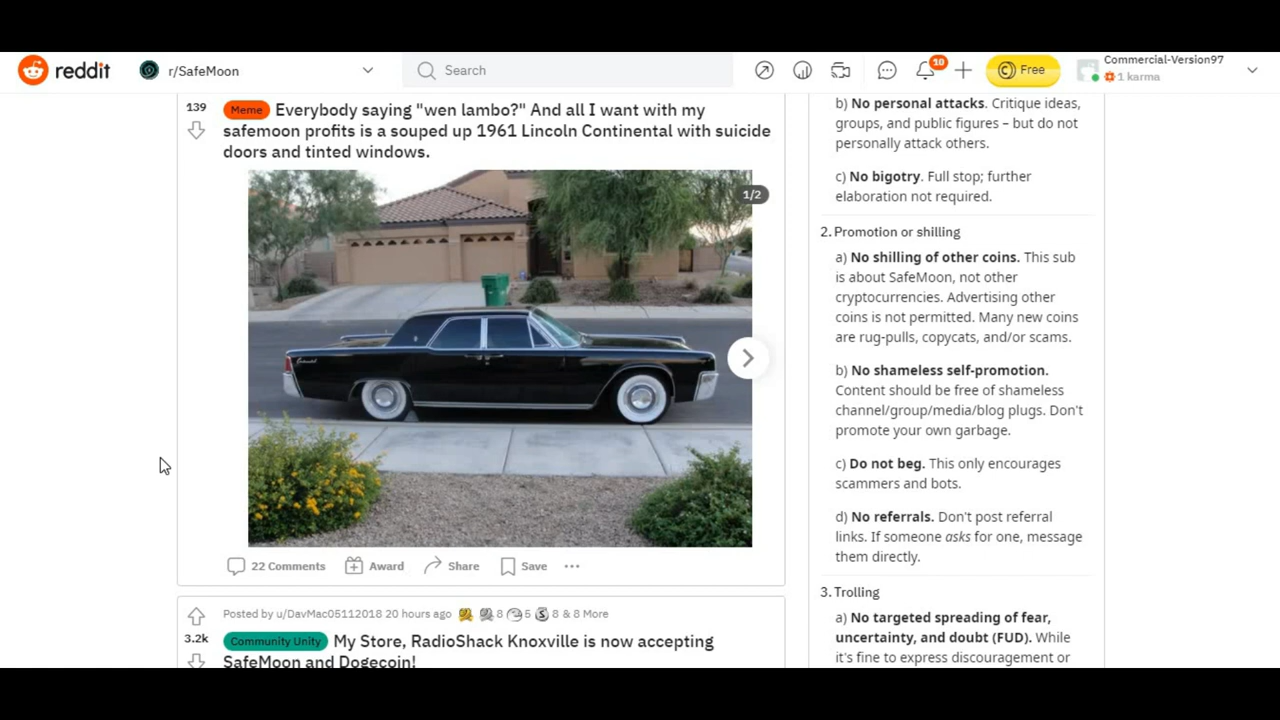 reddit
r/SafeMoon
Search
10
Free
Commercial-Version97
1 karma
139
Meme Everybody saying "wen lambo?" And all I want with my
safemoon profits is a souped up 1961 Lincoln Continental with suicide
doors and tinted windows.
1/2
22 Comments
Award
Share
Save
Posted by u/DavMac05112018 20 hours ago 8 5 8 & 8 More
3.2k
Community Unity My Store, RadioShack Knoxville is now accepting
SafeMoon and Dogecoin!
b) No personal attacks. Critique ideas,
groups, and public figures – but do not
personally attack others.
c) No bigotry. Full stop; further
elaboration not required.
2. Promotion or shilling
a) No shilling of other coins. This sub
is about SafeMoon, not other
cryptocurrencies. Advertising other
coins is not permitted. Many new coins
are rug-pulls, copycats, and/or scams.
b) No shameless self-promotion.
Content should be free of shameless
channel/group/media/blog plugs. Don't
promote your own garbage.
c) Do not beg. This only encourages
scammers and bots.
d) No referrals. Don't post referral
links. If someone asks for one, message
them directly.
3. Trolling
a) No targeted spreading of fear,
uncertainty, and doubt (FUD). While
it's fine to express discouragement or